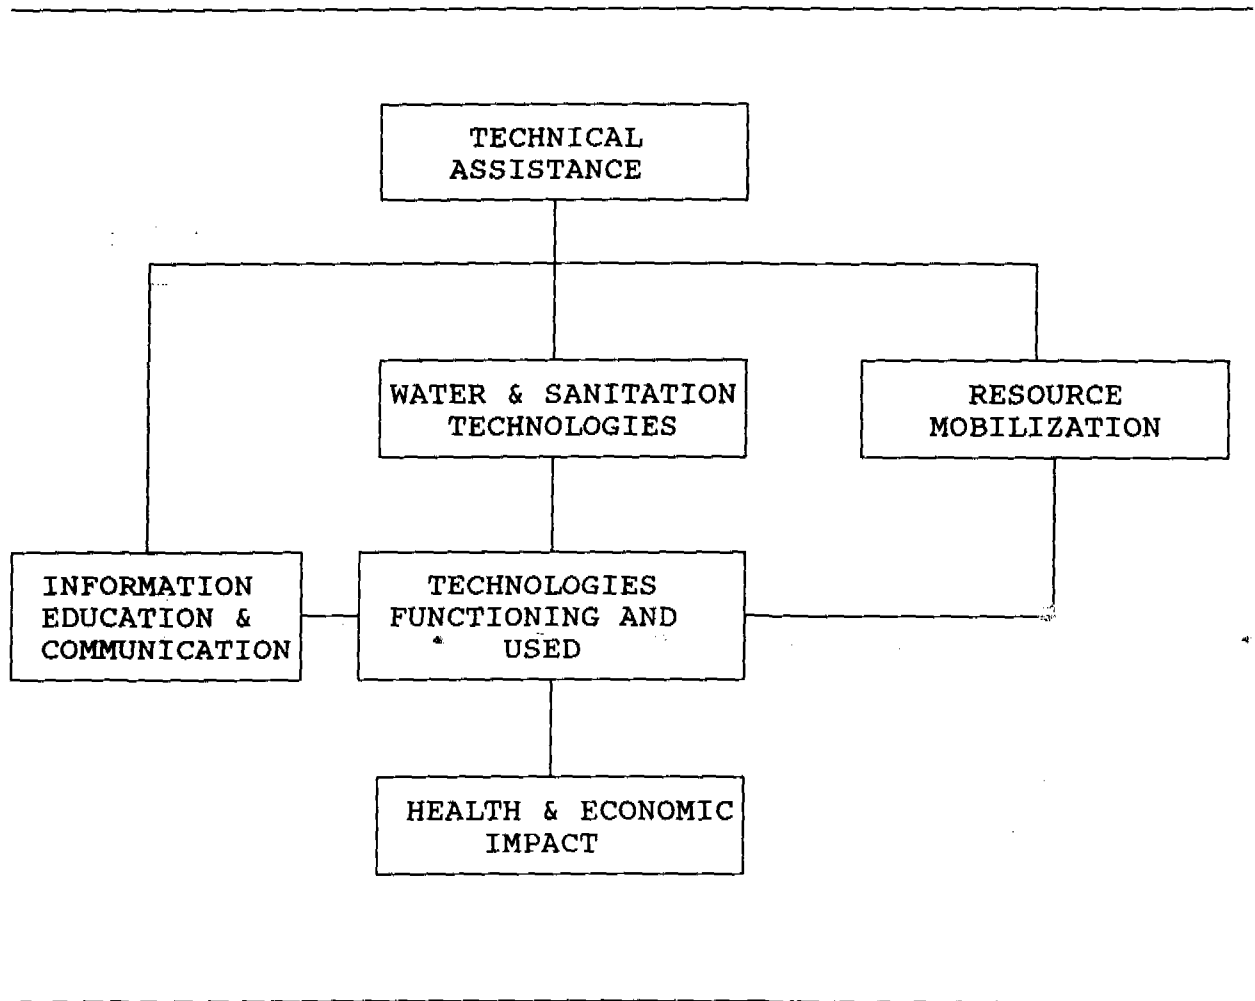 TECHNICAL
ASSISTANCE
WATER & SANITATION
TECHNOLOGIES
RESOURCE
MOBILIZATION
INFORMATION
EDUCATION &
COMMUNICATION
TECHNOLOGIES
FUNCTIONING AND
USED
HEALTH & ECONOMIC
IMPACT